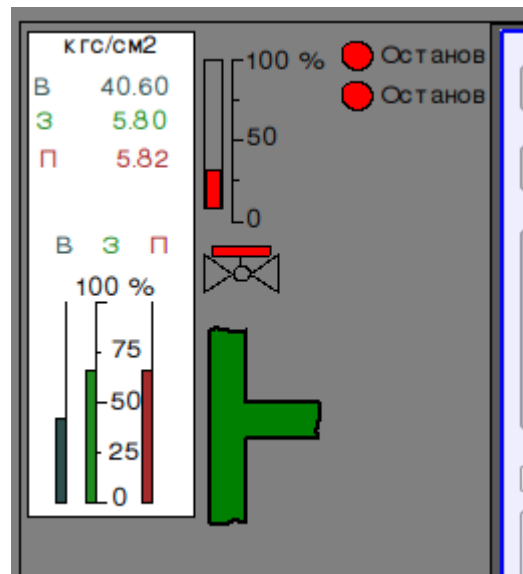 кгс/см2
В 40.60
З 5.80
П 5.82
В З П
100 %
75
50
25
0
100 %
50
0
Останов
Останов